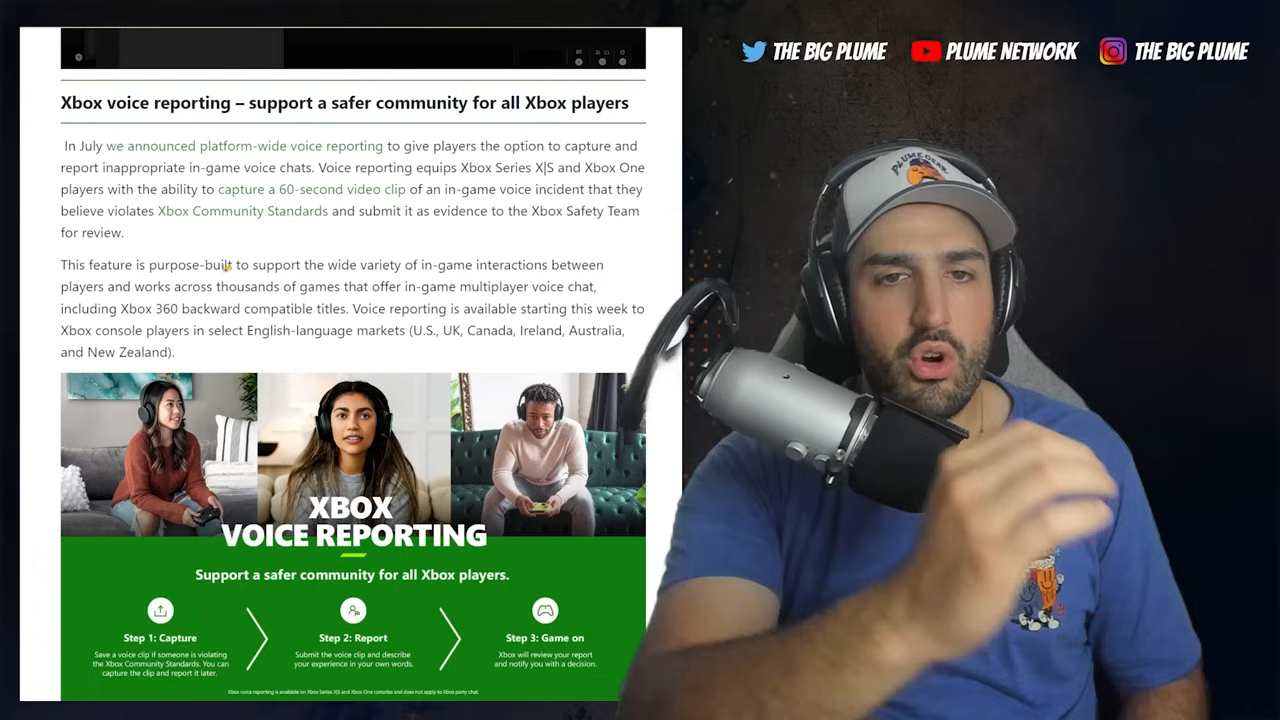 THE BIG PLUME
PLUME NETWORK
THE BIG PLUME
Xbox voice reporting – support a safer community for all Xbox players
In July we announced platform-wide voice reporting to give players the option to capture and
report inappropriate in-game voice chats. Voice reporting equips Xbox Series X|S and Xbox One
players with the ability to capture a 60-second video clip of an in-game voice incident that they
believe violates Xbox Community Standards and submit it as evidence to the Xbox Safety Team
for review.
This feature is purpose-built to support the wide variety of in-game interactions between
players and works across thousands of games that offer in-game multiplayer voice chat,
including Xbox 360 backward compatible titles. Voice reporting is available starting this week to
Xbox console players in select English-language markets (U.S., UK, Canada, Ireland, Australia,
and New Zealand).
XBOX
VOICE REPORTING
Support a safer community for all Xbox players.
Step 1: Capture
Save a voice clip if someone is violating
the Xbox Community Standards. You can
capture the clip and report it later.
Step 2: Report
Submit the voice clip and describe
your experience in your own words.
Step 3: Game on
Xbox will review your report
and notify you with a decision.
Xbox voice reporting is available on Xbox Series X|S and Xbox One consoles and does not apply to Xbox party chat.
PLUME GEAR